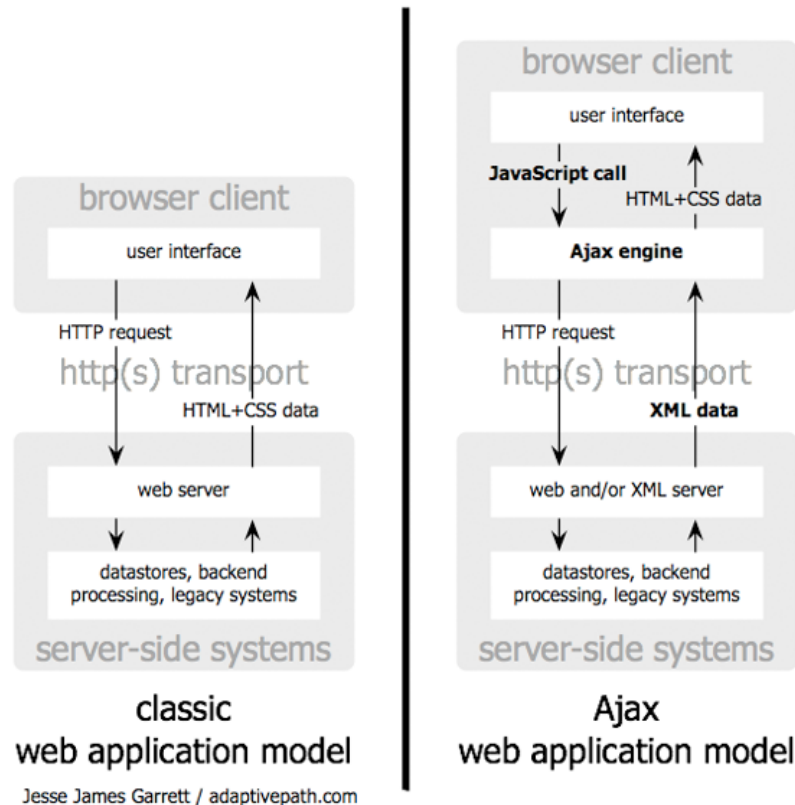 browser client
user interface
HTTP request
http(s) transport
HTML+CSS data
web server
datastores, backend
processing, legacy systems
server-side systems
classic
web application model
Jesse James Garrett / adaptivepath.com
browser client
user interface
JavaScript call
HTML+CSS data
Ajax engine
HTTP request
http(s) transport
XML data
web and/or XML server
datastores, backend
processing, legacy systems
server-side systems
Ajax
web application model